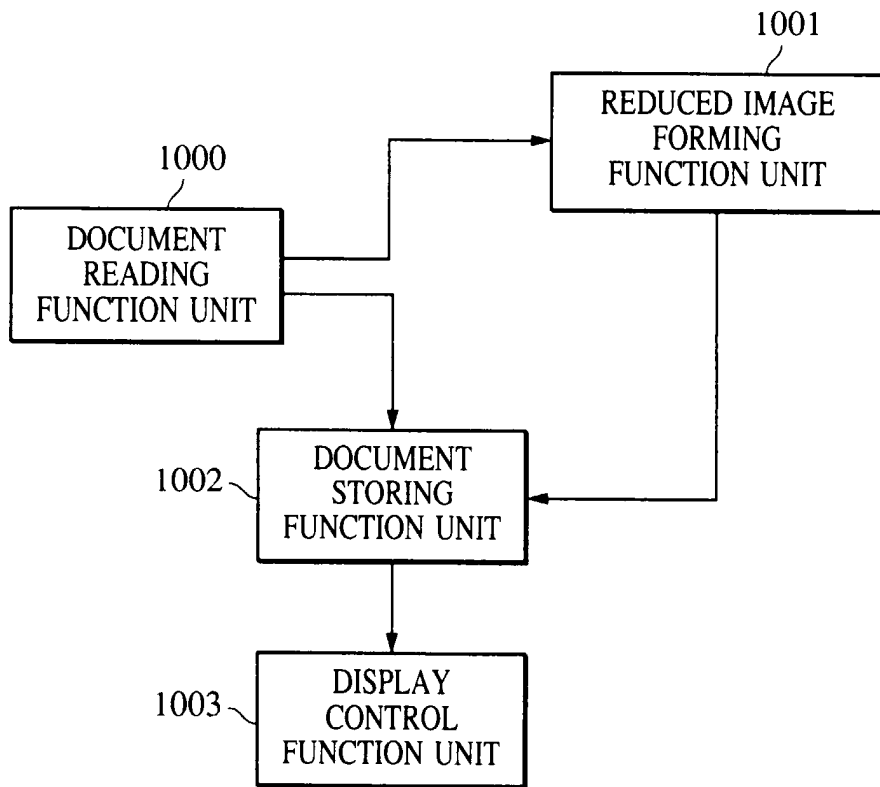 1001
REDUCED IMAGE
FORMING
FUNCTION UNIT
1000
DOCUMENT
READING
FUNCTION UNIT
1002
DOCUMENT
STORING
FUNCTION UNIT
1003
DISPLAY
CONTROL
FUNCTION UNIT